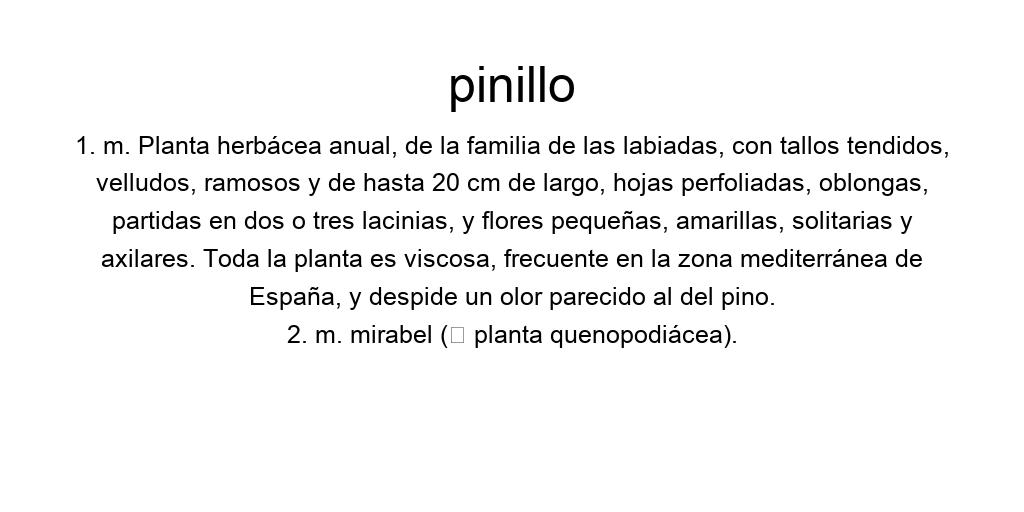 pinillo
1. m. Planta herbácea anual, de la familia de las labiadas, con tallos tendidos,
velludos, ramosos y de hasta 20 cm de largo, hojas perfoliadas, oblongas,
partidas en dos o tres lacinias, y flores pequeñas, amarillas, solitarias y
axilares. Toda la planta es viscosa, frecuente en la zona mediterránea de
España, y despide un olor parecido al del pino.
2. m. mirabel (▯ planta quenopodiácea).